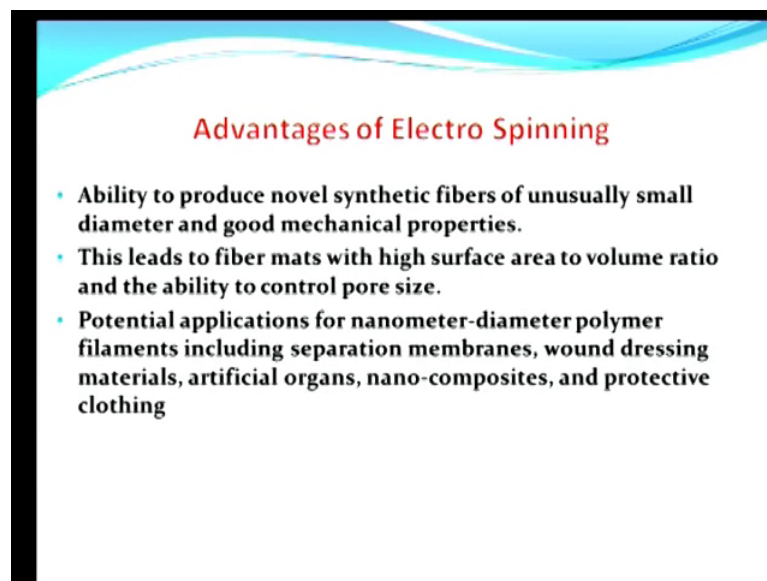 Advantages of Electro Spinning
• Ability to produce novel synthetic fibers of unusually small
diameter and good mechanical properties.
• This leads to fiber mats with high surface area to volume ratio
and the ability to control pore size.
• Potential applications for nanometer-diameter polymer
filaments including separation membranes, wound dressing
materials, artificial organs, nano-composites, and protective
clothing